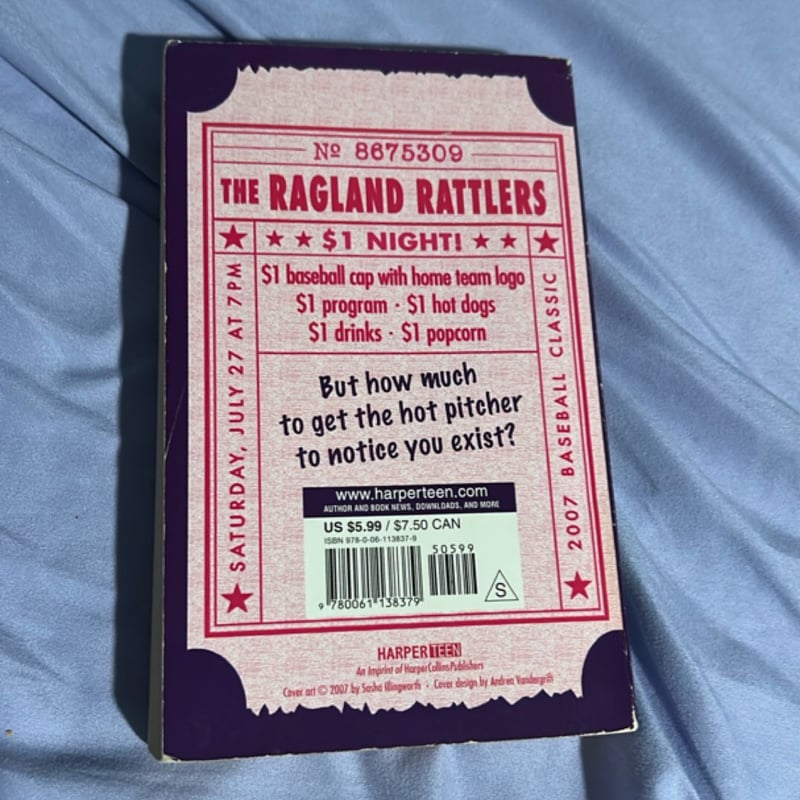 Nº 8675309
THE RAGLAND RATTLERS
$1 NIGHT!
SATURDAY, JULY 27 AT 7 PM
$1 baseball cap with home team logo
$1 program · $1 hot dogs
$1 drinks · $1 popcorn
2007 BASEBALL CLASSIC
But how much
to get the hot pitcher
to notice you exist?
www.harperteen.com
AUTHOR AND BOOK NEWS, DOWNLOADS, AND MORE
US $5.99 / $7.50 CAN
ISBN 978-0-06-113837-9
50599
9 780061 138379
S
HARPERTEEN
An Imprint of HarperCollinsPublishers
Cover art © 2007 by Sasha Illingworth · Cover design by Andrea Vandergrift